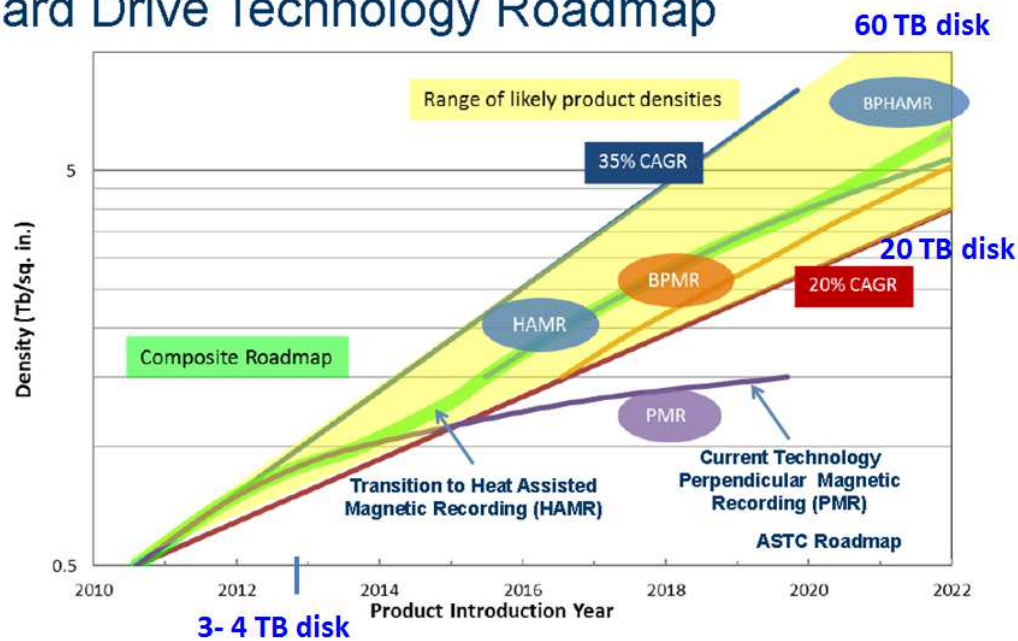 ard Drive Technology Roadmap
60 TB disk
Range of likely product densities
BPHAMR
35% CAGR
5
20 TB disk
BPMR
20% CAGR
HAMR
Density (Tb/sq. in.)
Composite Roadmap
PMR
Current Technology
Perpendicular Magnetic
Recording (PMR)
Transition to Heat Assisted
Magnetic Recording (HAMR)
ASTC Roadmap
0.5
2010 2012 2014 2016 2018 2020 2022
Product Introduction Year
3- 4 TB disk